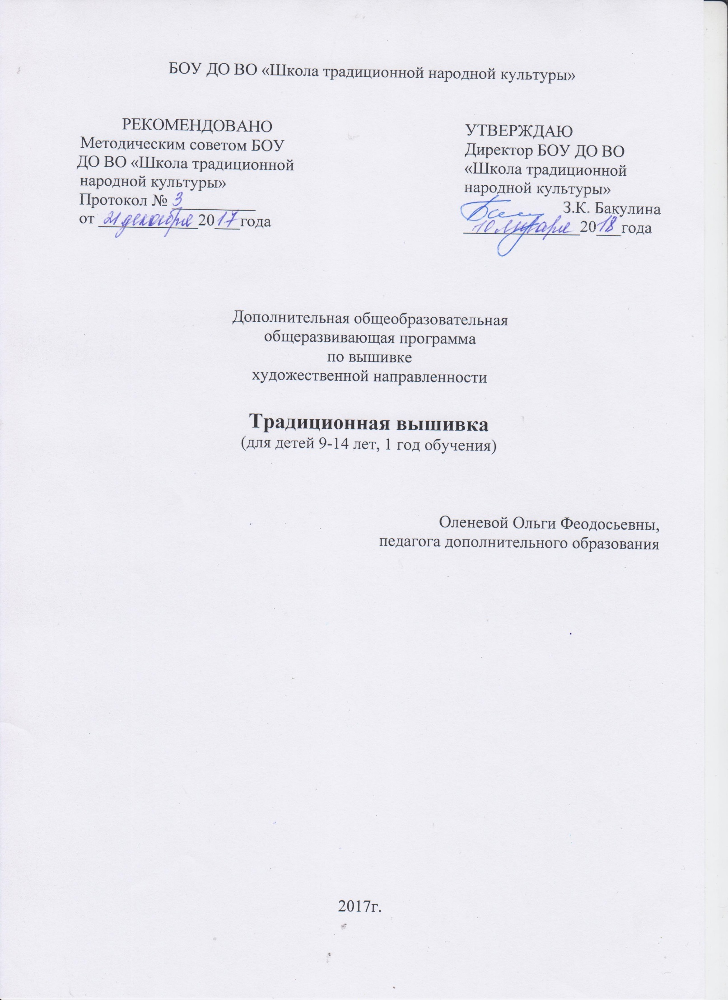 БОУ ДО ВО «Школа традиционной народной культуры»
РЕКОМЕНДОВАНО
Методическим советом БОУ
ДО ВО «Школа традиционной
народной культуры»
Протокол № 3
от 21 декабря 2017 года
УТВЕРЖДАЮ
Директор БОУ ДО ВО
«Школа традиционной
народной культуры»
З.К. Бакулина
10 января 2018 года
Дополнительная общеобразовательная
общеразвивающая программа
по вышивке
художественной направленности
Традиционная вышивка
(для детей 9-14 лет, 1 год обучения)
Оленевой Ольги Феодосьевны,
педагога дополнительного образования
2017г.